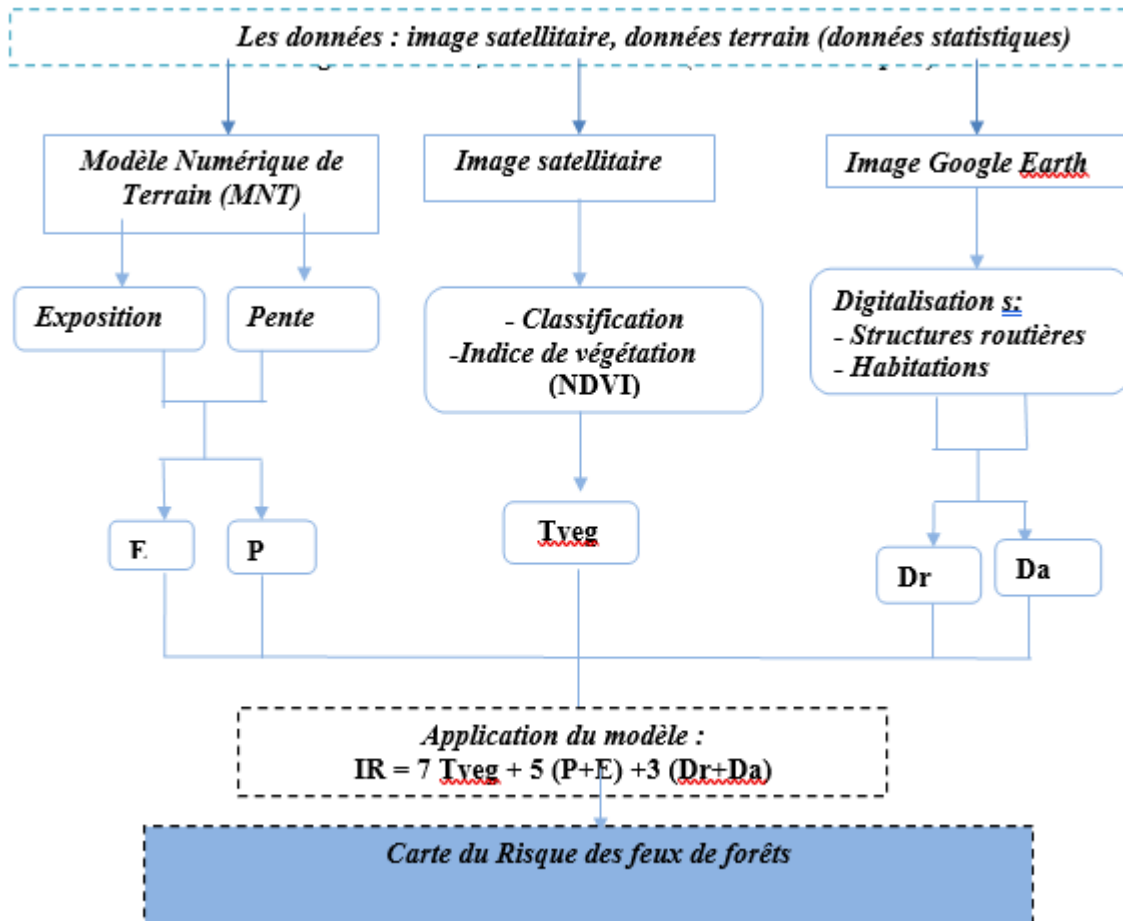 Les données : image satellitaire, données terrain (données statistiques)
Modèle Numérique de
Terrain (MNT)
Image satellitaire
Image Google Earth
Exposition
Pente
- Classification
-Indice de végétation
(NDVI)
Digitalisation s:
- Structures routières
- Habitations
E
P
Tveg
Dr
Da
Application du modèle :
IR = 7 Tveg + 5 (P+E) +3 (Dr+Da)
Carte du Risque des feux de forêts